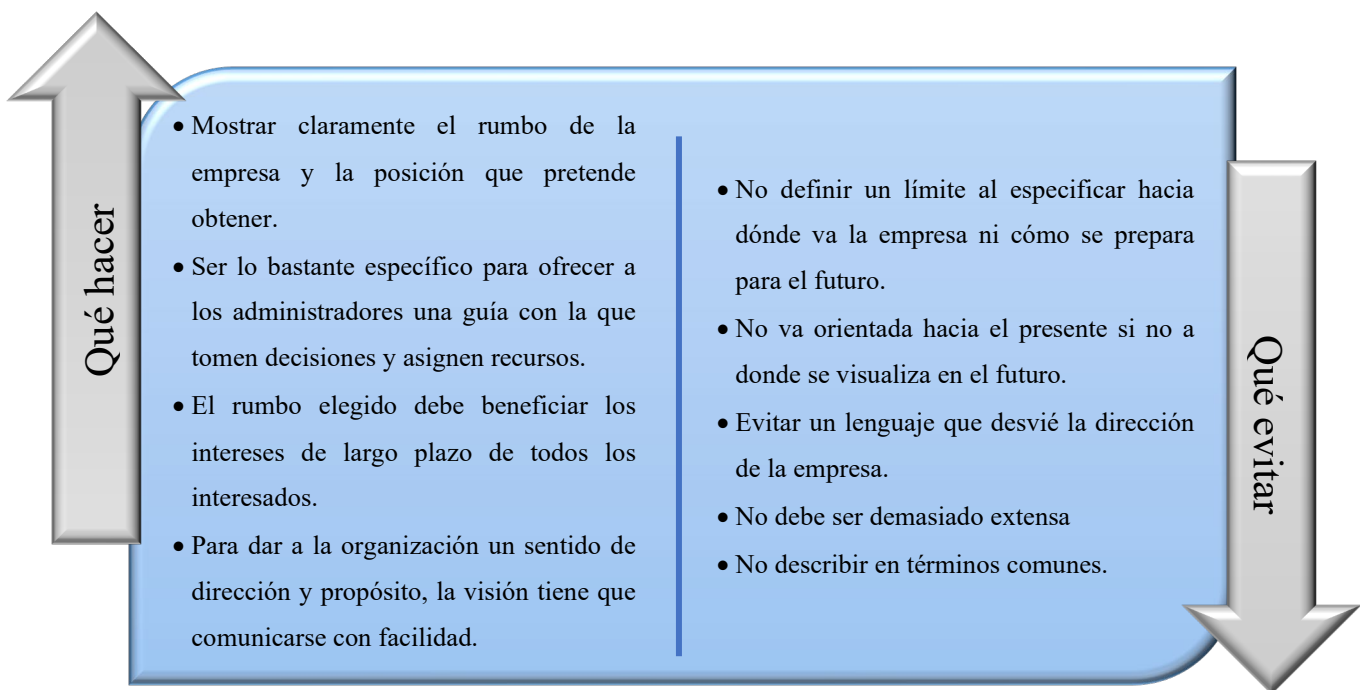 Qué hacer
• Mostrar claramente el rumbo de la
empresa y la posición que pretende
obtener.
• Ser lo bastante específico para ofrecer a
los administradores una guía con la que
tomen decisiones y asignen recursos.
• El rumbo elegido debe beneficiar los
intereses de largo plazo de todos los
interesados.
• Para dar a la organización un sentido de
dirección y propósito, la visión tiene que
comunicarse con facilidad.
• No definir un límite al especificar hacia
dónde va la empresa ni cómo se prepara
para el futuro.
• No va orientada hacia el presente si no a
donde se visualiza en el futuro.
• Evitar un lenguaje que desvié la dirección
de la empresa.
• No debe ser demasiado extensa
• No describir en términos comunes.
Qué evitar